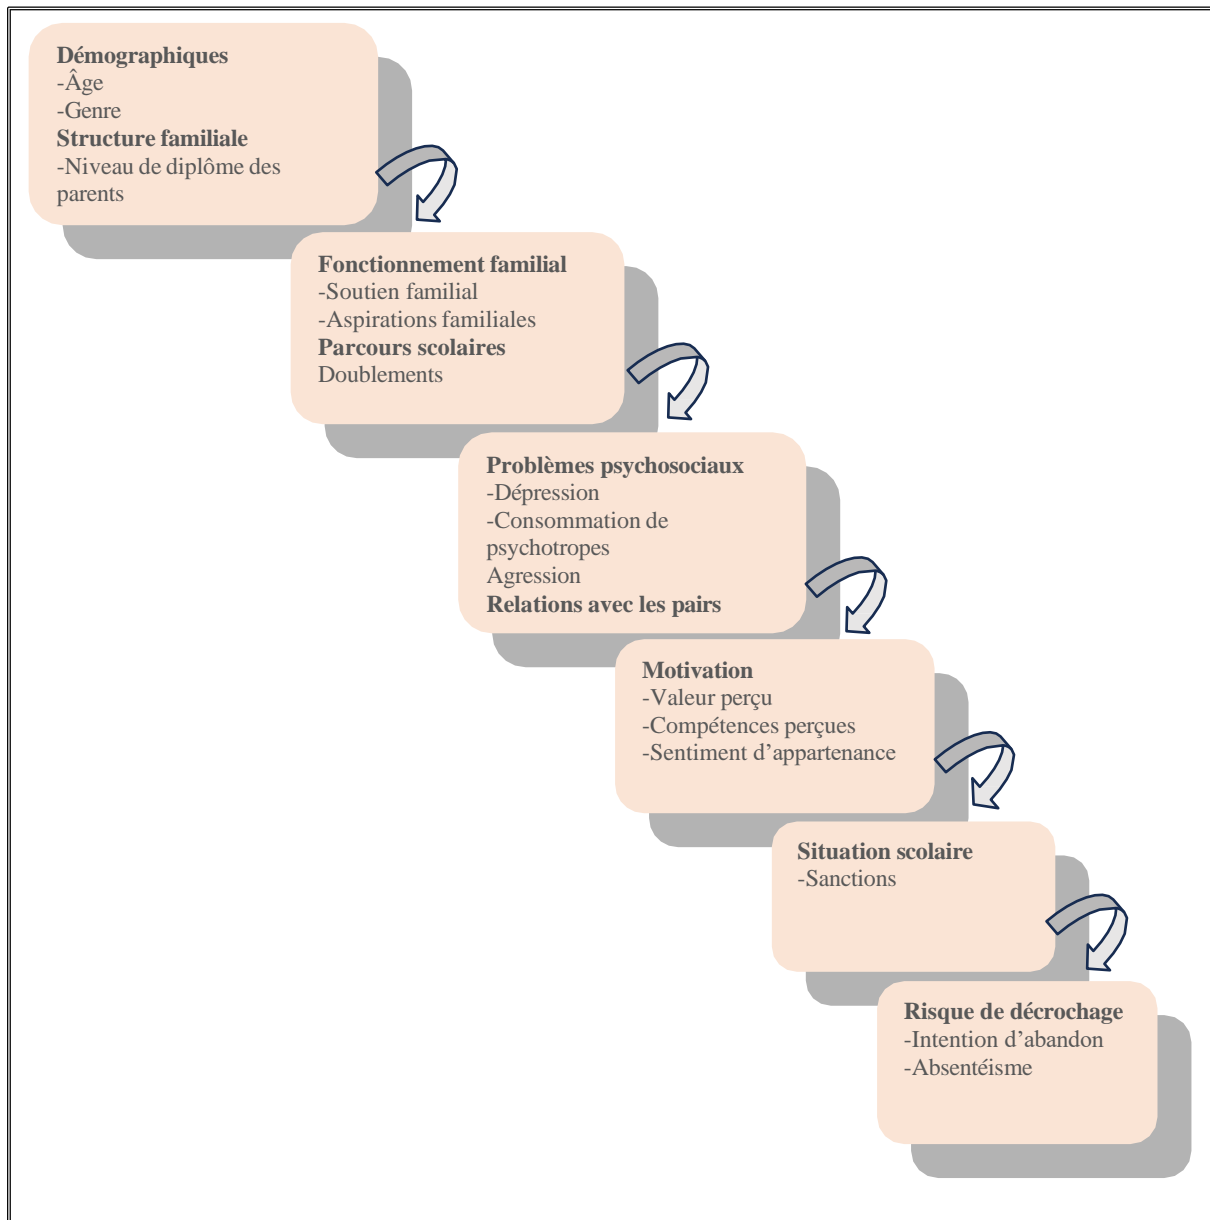 Démographiques
-Âge
-Genre
Structure familiale
-Niveau de diplôme des
parents
Fonctionnement familial
-Soutien familial
-Aspirations familiales
Parcours scolaires
Doublements
Problèmes psychosociaux
-Dépression
-Consommation de
psychotropes
Agression
Relations avec les pairs
Motivation
-Valeur perçu
-Compétences perçues
-Sentiment d’appartenance
Situation scolaire
-Sanctions
Risque de décrochage
-Intention d’abandon
-Absentéisme